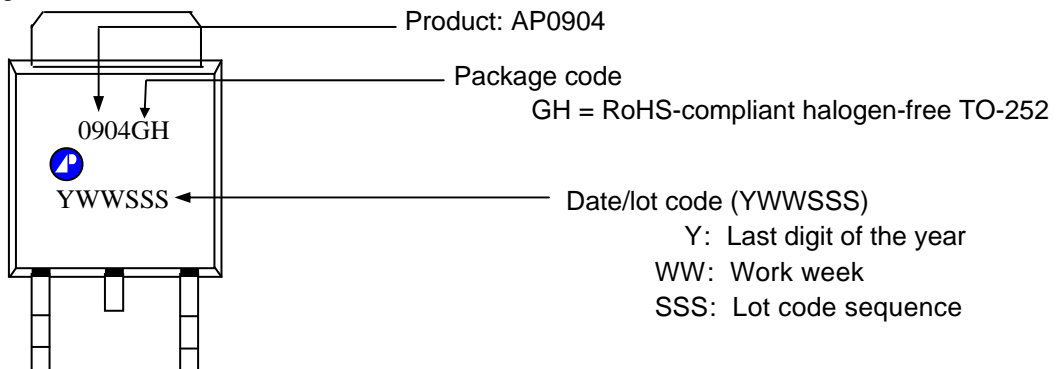 Product: AP0904
Package code
GH = RoHS-compliant halogen-free TO-252
0904GH
YWWSSS
Date/lot code (YWWSSS)
Y: Last digit of the year
WW: Work week
SSS: Lot code sequence